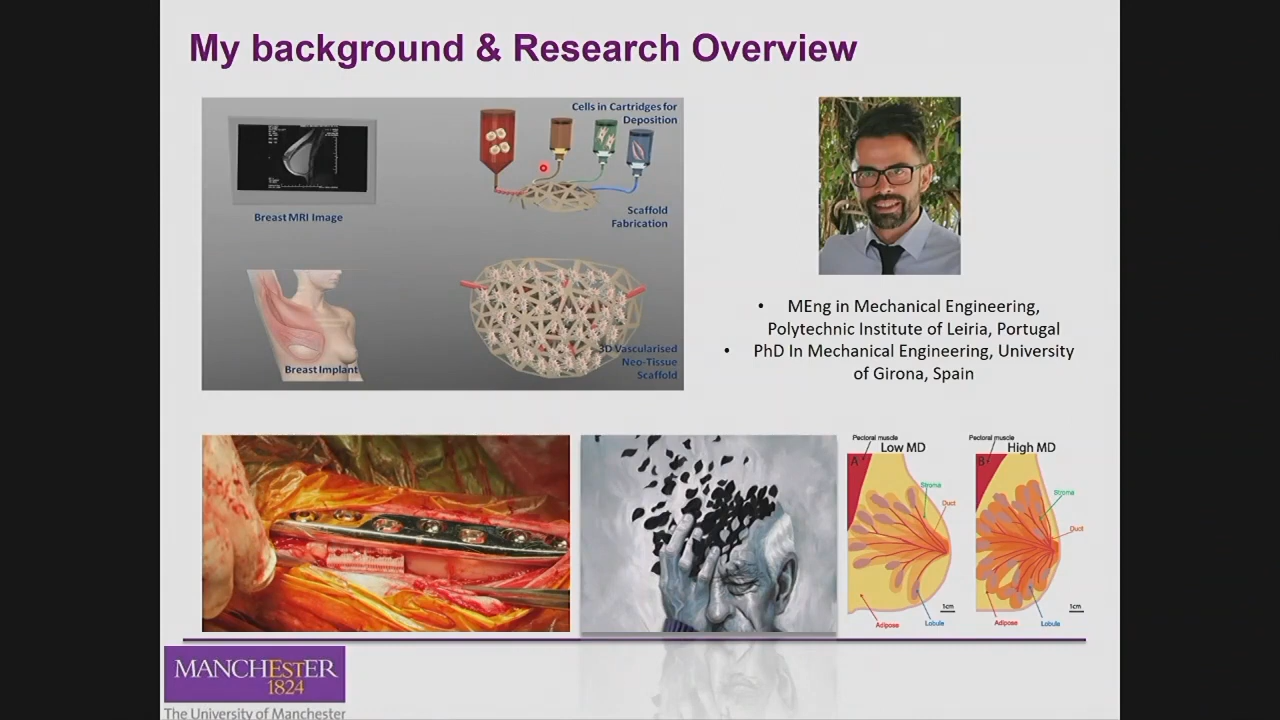 My background & Research Overview
Cells in Cartridges for
Deposition
Breast MRI Image
Scaffold
Fabrication
Breast Implant
3D Vascularised
Neo-Tissue
Scaffold
• MEng in Mechanical Engineering,
Polytechnic Institute of Leiria, Portugal
• PhD In Mechanical Engineering, University
of Girona, Spain
Pectoral muscle
Low MD
A
Stroma
Duct
1cm
Adipose
Lobule
Pectoral muscle
High MD
B
Stroma
Duct
1cm
Adipose
Lobule
MANCHESTER
1824
The University of Manchester